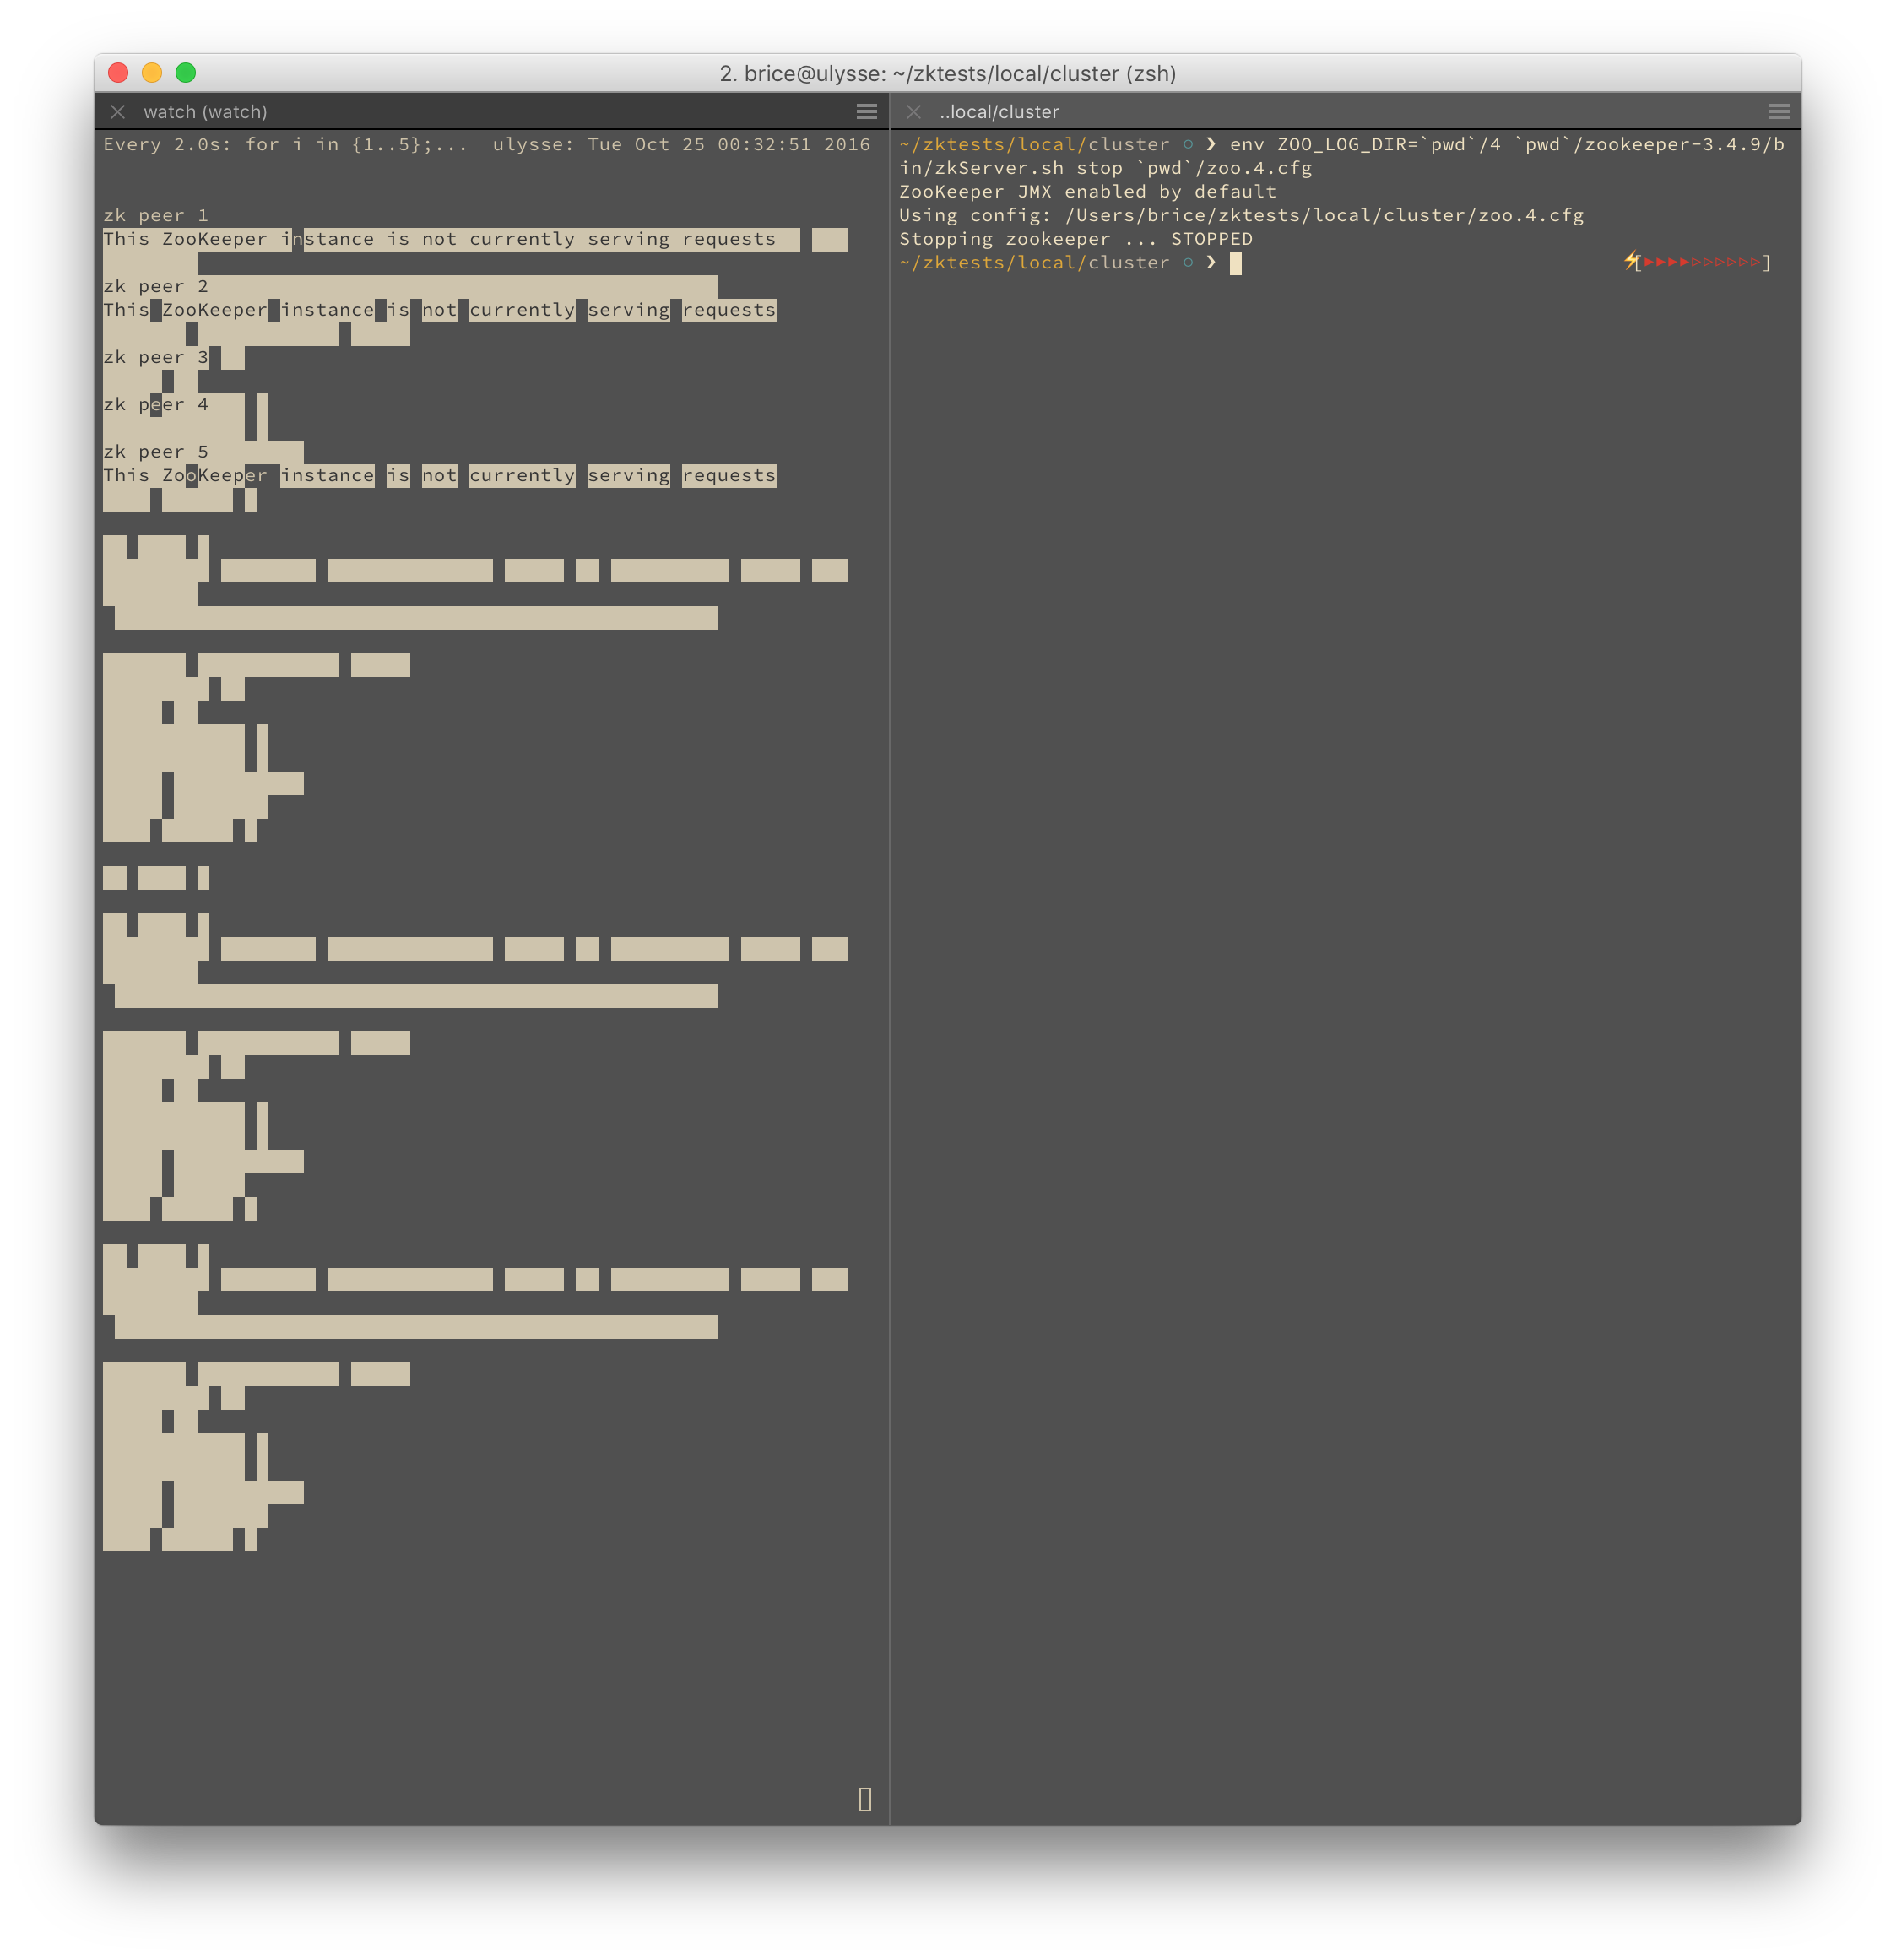 2. brice@ulysse: ~/zktests/local/cluster (zsh)
watch (watch)
Every 2.0s: for i in {1..5};...  ulysse: Tue Oct 25 00:32:51 2016
zk peer 1
This ZooKeeper instance is not currently serving requests
zk peer 2
This ZooKeeper instance is not currently serving requests
zk peer 3
zk peer 4
zk peer 5
This ZooKeeper instance is not currently serving requests
..local/cluster
~/zktests/local/cluster ○ ❯ env ZOO_LOG_DIR=`pwd`/4 `pwd`/zookeeper-3.4.9/b
in/zkServer.sh stop `pwd`/zoo.4.cfg
ZooKeeper JMX enabled by default
Using config: /Users/brice/zktests/local/cluster/zoo.4.cfg
Stopping zookeeper ... STOPPED
~/zktests/local/cluster ○ ❯ ⚡[▸▸▸▸▹▹▹▹▹▹]